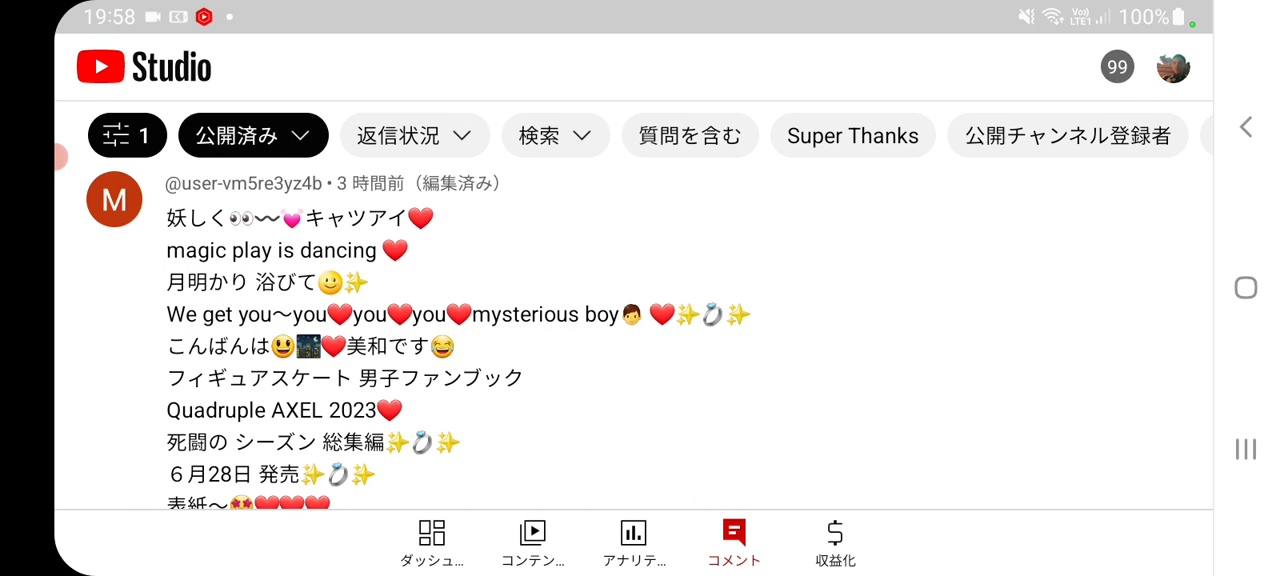 19:58
Vo)) LTE1 100%
Studio
99
1 公開済み 返信状況 検索 質問を含む Super Thanks 公開チャンネル登録者
M
@user-vm5re3yz4b • 3 時間前（編集済み）
妖しく👀〰️💓キャツアイ❤️
magic play is dancing ❤️
月明かり 浴びて🌝✨
We get you〜you❤️you❤️you❤️mysterious boy👦 ❤️✨💍✨
こんばんは😃🌃❤️美和です😂
フィギュアスケート 男子ファンブック
Quadruple AXEL 2023❤️
死闘の シーズン 総集編✨💍✨
６月28日 発売✨💍✨
表紙〜🤩❤️❤️❤️
ダッシュ... コンテン... アナリテ... コメント 収益化